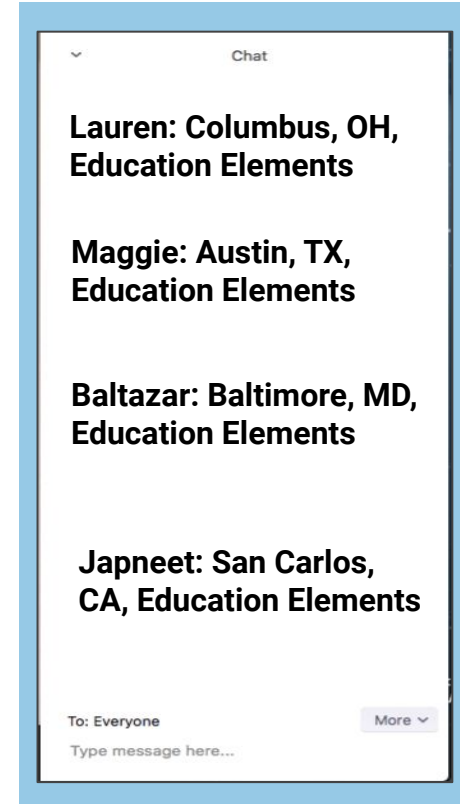 Chat
Lauren: Columbus, OH,
Education Elements
Maggie: Austin, TX,
Education Elements
Baltazar: Baltimore, MD,
Education Elements
Japneet: San Carlos,
CA, Education Elements
To: Everyone
More
Type message here...